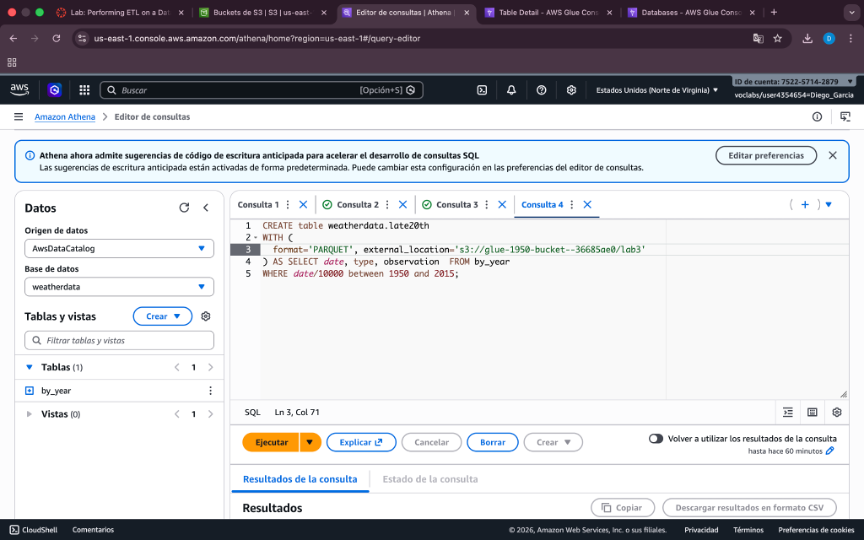 Lab: Performing ETL on a Dat
Buckets de S3 | S3 | us-east-
Editor de consultas | Athena |
Table Detail - AWS Glue Cons
Databases - AWS Glue Consol
us-east-1.console.aws.amazon.com/athena/home?region=us-east-1#/query-editor
D
aws
Buscar
[Opción+S]
Estados Unidos (Norte de Virginia)
ID de cuenta: 7522-5714-2879
voclabs/user4354654=Diego_Garcia
Amazon Athena > Editor de consultas
Athena ahora admite sugerencias de código de escritura anticipada para acelerar el desarrollo de consultas SQL
Las sugerencias de escritura anticipada están activadas de forma predeterminada. Puede cambiar esta configuración en las preferencias del editor de consultas.
Editar preferencias
Datos
Origen de datos
AwsDataCatalog
Base de datos
weatherdata
Tablas y vistas
Crear
Filtrar tablas y vistas
Tablas (1)
1
by_year
Vistas (0)
1
Consulta 1
Consulta 2
Consulta 3
Consulta 4
1 CREATE table weatherdata.late20th
2 WITH (
3 format='PARQUET', external_location='s3://glue-1950-bucket--36685ae0/lab3'
4 ) AS SELECT date, type, observation FROM by_year
5 WHERE date/10000 between 1950 and 2015;
SQL Ln 3, Col 71
Ejecutar
Explicar
Cancelar
Borrar
Crear
Volver a utilizar los resultados de la consulta
hasta hace 60 minutos
Resultados de la consulta
Estado de la consulta
Resultados
Copiar
Descargar resultados en formato CSV
CloudShell
Comentarios
© 2026, Amazon Web Services, Inc. o sus filiales.
Privacidad
Términos
Preferencias de cookies